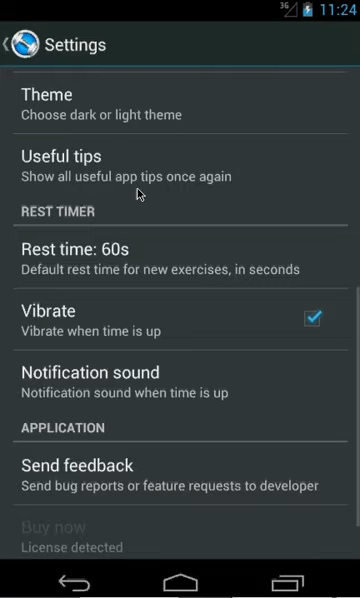 3G 11:24
Settings
Theme
Choose dark or light theme
Useful tips
Show all useful app tips once again
REST TIMER
Rest time: 60s
Default rest time for new exercises, in seconds
Vibrate
Vibrate when time is up
Notification sound
Notification sound when time is up
APPLICATION
Send feedback
Send bug reports or feature requests to developer
Buy now
License detected